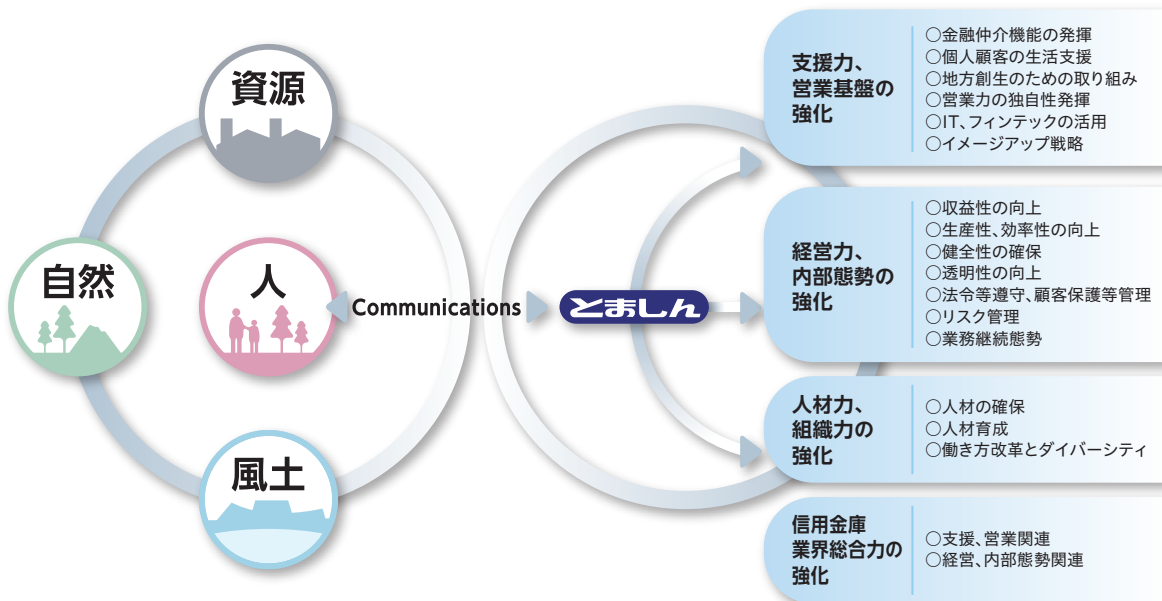 資源
自然
人
風土
Communications
とましん
支援力、
営業基盤の
強化
○金融仲介機能の発揮
○個人顧客の生活支援
○地方創生のための取り組み
○営業力の独自性発揮
○IT、フィンテックの活用
○イメージアップ戦略
経営力、
内部態勢の
強化
○収益性の向上
○生産性、効率性の向上
○健全性の確保
○透明性の向上
○法令等遵守、顧客保護等管理
○リスク管理
○業務継続態勢
人材力、
組織力の
強化
○人材の確保
○人材育成
○働き方改革とダイバーシティ
信用金庫
業界総合力の
強化
○支援、営業関連
○経営、内部態勢関連